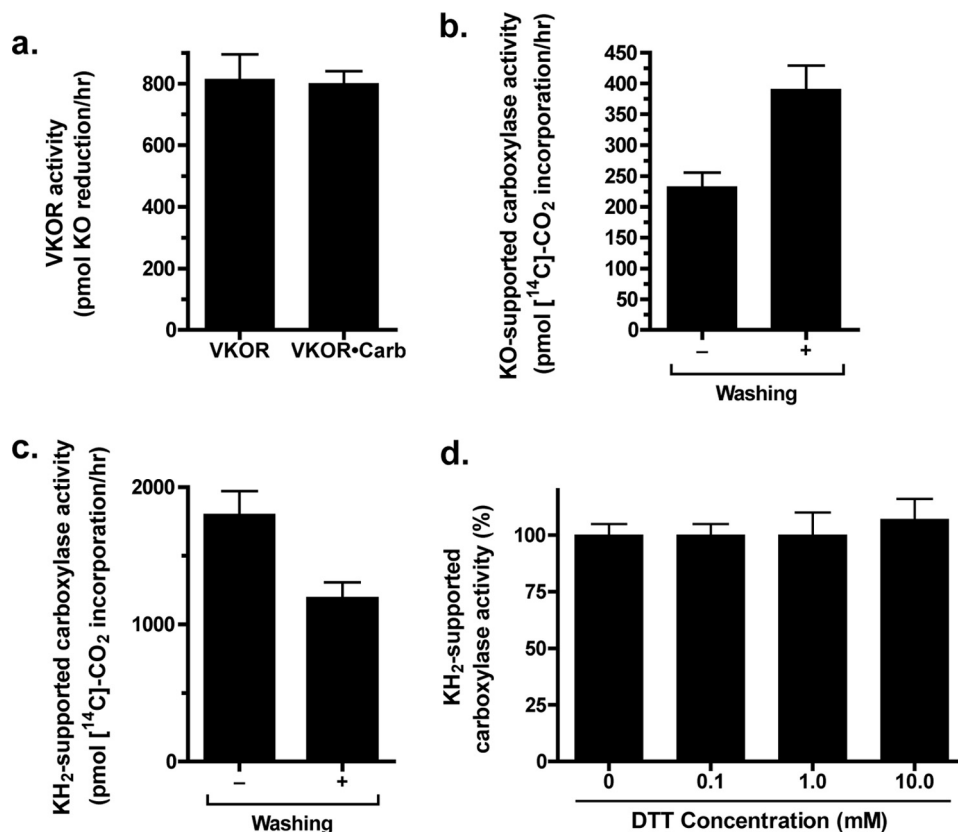 a.
VKOR activity
(pmol KO reduction/hr)
800
600
400
800
0
VKOR VKOR•Carb
b.
KO-supported carboxylase activity
(pmol [¹⁴C]-CO₂ incorporation/hr)
450
400
350
300
250
250
150
100
50
0
– +
Washing
c.
KH₂-supported carboxylase activity
(pmol [¹⁴C]-CO₂ incorporation/hr)
2000
1000
0
– +
Washing
d.
KH₂-supported
carboxylase activity (%)
100
75
50
25
0
0 0.1 1.0 10.0
DTT Concentration (mM)